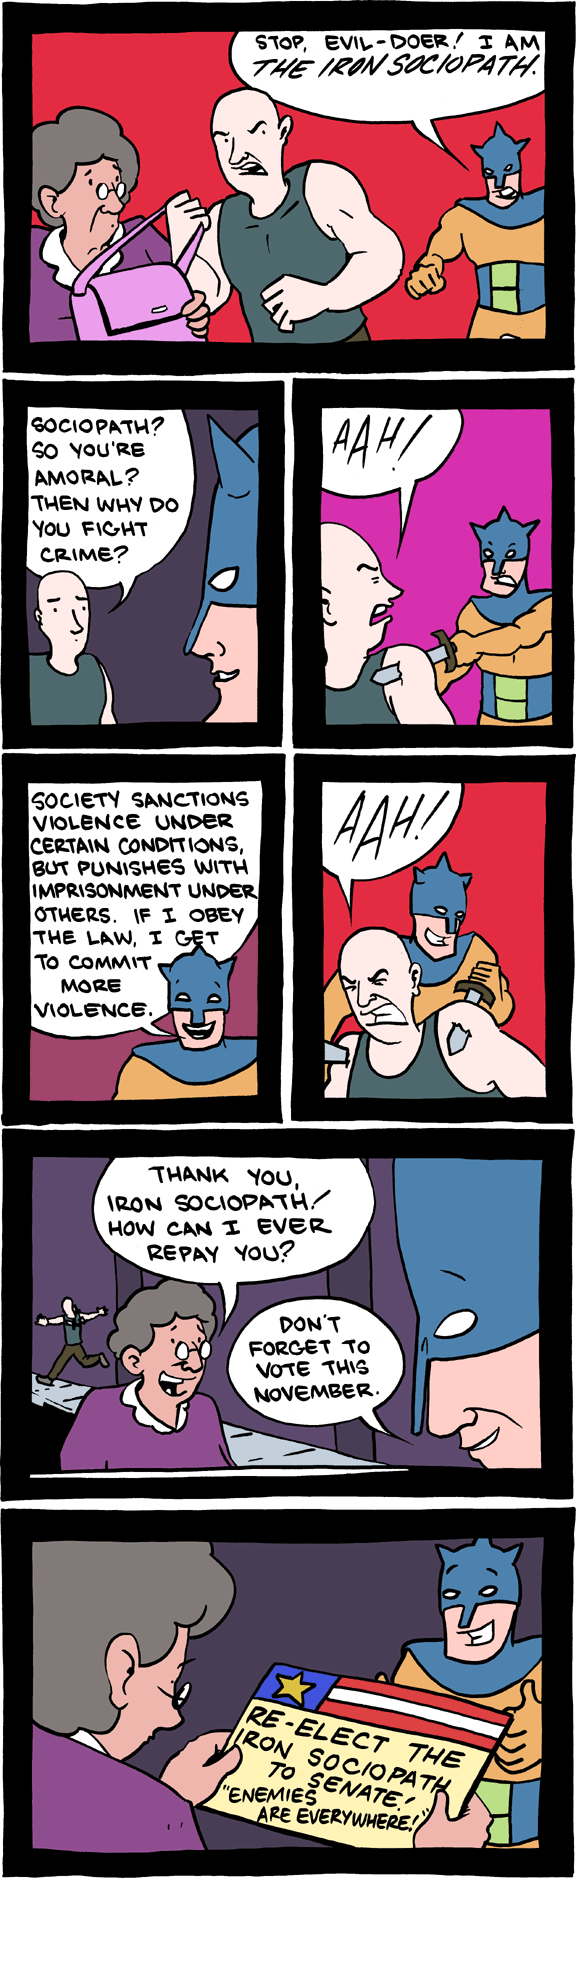 STOP, EVIL-DOER! I AM
THE IRON SOCIOPATH.
SOCIOPATH?
SO YOU'RE
AMORAL?
THEN WHY DO
YOU FIGHT
CRIME?
AAH!
SOCIETY SANCTIONS
VIOLENCE UNDER
CERTAIN CONDITIONS,
BUT PUNISHES WITH
IMPRISONMENT UNDER
OTHERS. IF I OBEY
THE LAW, I GET
TO COMMIT
MORE
VIOLENCE.
AAH!
THANK YOU,
IRON SOCIOPATH!
HOW CAN I EVER
REPAY YOU?
DON'T
FORGET TO
VOTE THIS
NOVEMBER.
RE-ELECT THE
IRON SOCIOPATH
TO SENATE!
"ENEMIES
ARE EVERYWHERE!"